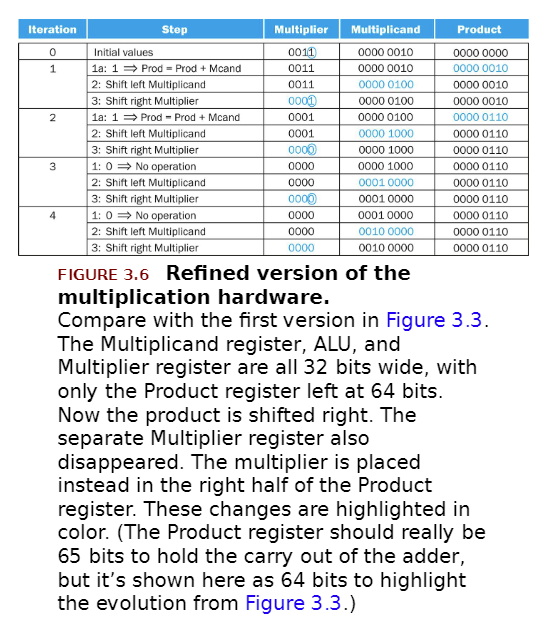 Iteration Step Multiplier Multiplicand Product
0 Initial values 0011 0000 0010 0000 0000
1 1a: 1 ⟹ Prod = Prod + Mcand 0011 0000 0010 0000 0010
2: Shift left Multiplicand 0011 0000 0100 0000 0010
3: Shift right Multiplier 0001 0000 0100 0000 0010
2 1a: 1 ⟹ Prod = Prod + Mcand 0001 0000 0100 0000 0110
2: Shift left Multiplicand 0001 0000 1000 0000 0110
3: Shift right Multiplier 0000 0000 1000 0000 0110
3 1: 0 ⟹ No operation 0000 0000 1000 0000 0110
2: Shift left Multiplicand 0000 0001 0000 0000 0110
3: Shift right Multiplier 0000 0001 0000 0000 0110
4 1: 0 ⟹ No operation 0000 0001 0000 0000 0110
2: Shift left Multiplicand 0000 0010 0000 0000 0110
3: Shift right Multiplier 0000 0010 0000 0000 0110
FIGURE 3.6 Refined version of the
multiplication hardware.
Compare with the first version in Figure 3.3.
The Multiplicand register, ALU, and
Multiplier register are all 32 bits wide, with
only the Product register left at 64 bits.
Now the product is shifted right. The
separate Multiplier register also
disappeared. The multiplier is placed
instead in the right half of the Product
register. These changes are highlighted in
color. (The Product register should really be
65 bits to hold the carry out of the adder,
but it’s shown here as 64 bits to highlight
the evolution from Figure 3.3.)